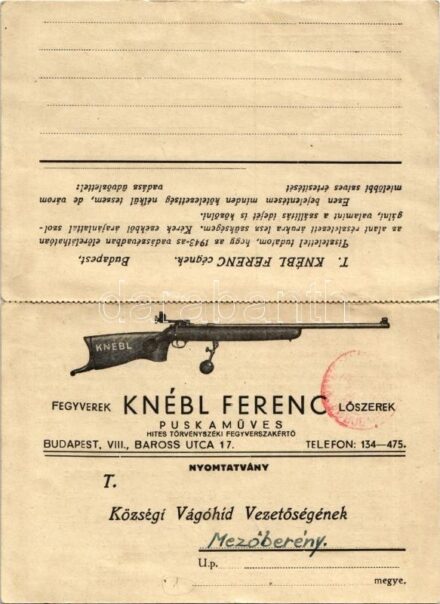 T. KNÉBL FERENC cégnek.
Budapest,
Tisztelettel tudatom, hogy az 1943-as vadászévadban előreláthatólag
az alant részletezett árukra lesz szükségem. Kérek ezekből árajánlattal szol-
gálni, valamint a szállítás idejét is közölni.
Ezen bejelentésem minden kötelezettség nélkül teszem, de várom
mielőbbi szíves értesítését
vadász üdvözlettel:
KNÉBL
FEGYVEREK KNÉBL FERENC LŐSZEREK
PUSKAMŰVES
HITES TÖRVÉNYSZÉKI FEGYVERSZAKÉRTŐ
BUDAPEST, VIII., BAROSS UTCA 17. TELEFON: 134—475.
NYOMTATVÁNY
T.
Községi Vágóhíd Vezetőségének
Mezőberény.
U.p.
megye.
darabanth